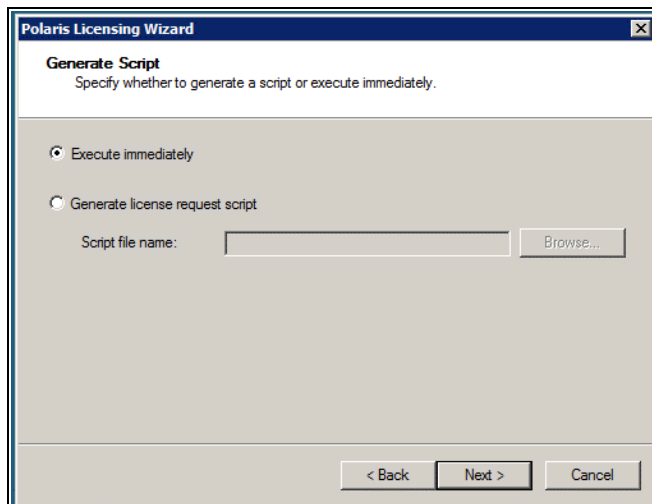 Polaris Licensing Wizard
Generate Script
Specify whether to generate a script or execute immediately.
Execute immediately
Generate license request script
Script file name:
Browse...
< Back
Next >
Cancel